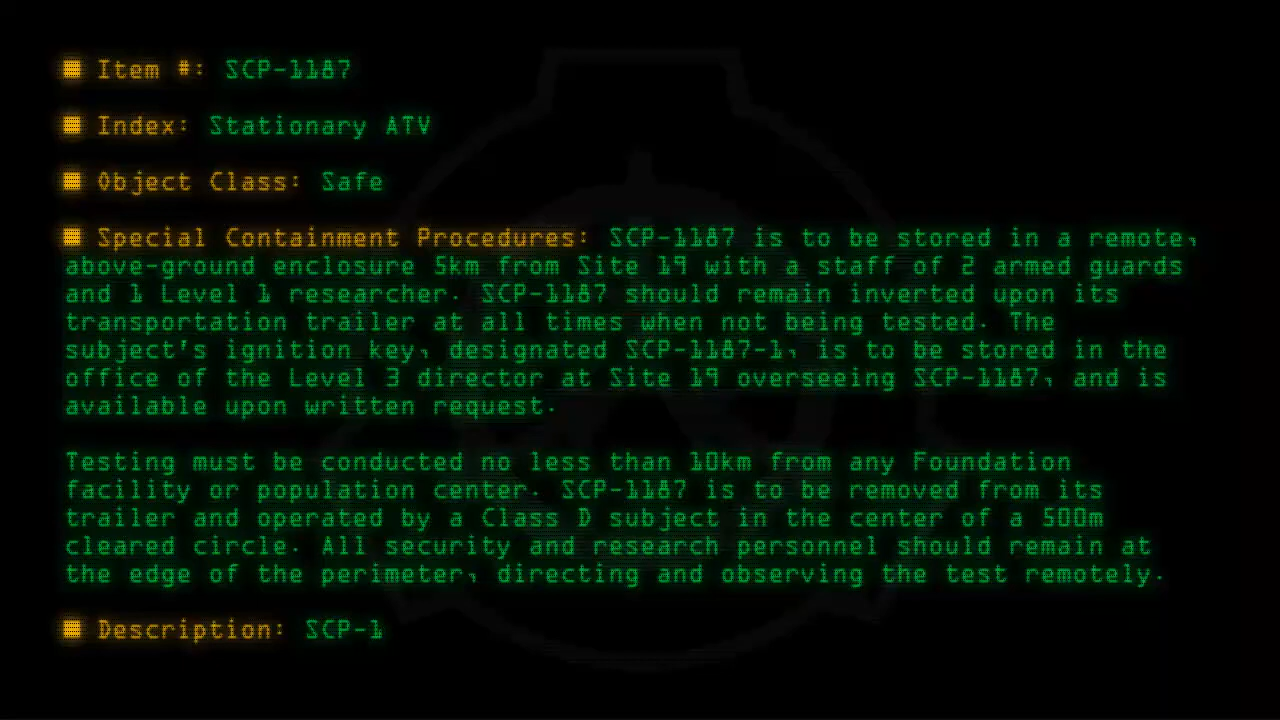 ■ Item #: SCP-1187
■ Index: Stationary ATV
■ Object Class: Safe
■ Special Containment Procedures: SCP-1187 is to be stored in a remote,
above-ground enclosure 5km from Site 19 with a staff of 2 armed guards
and 1 Level 1 researcher. SCP-1187 should remain inverted upon its
transportation trailer at all times when not being tested. The
subject's ignition key, designated SCP-1187-1, is to be stored in the
office of the Level 3 director at Site 19 overseeing SCP-1187, and is
available upon written request.
Testing must be conducted no less than 10km from any Foundation
facility or population center. SCP-1187 is to be removed from its
trailer and operated by a Class D subject in the center of a 500m
cleared circle. All security and research personnel should remain at
the edge of the perimeter, directing and observing the test remotely.
■ Description: SCP-1